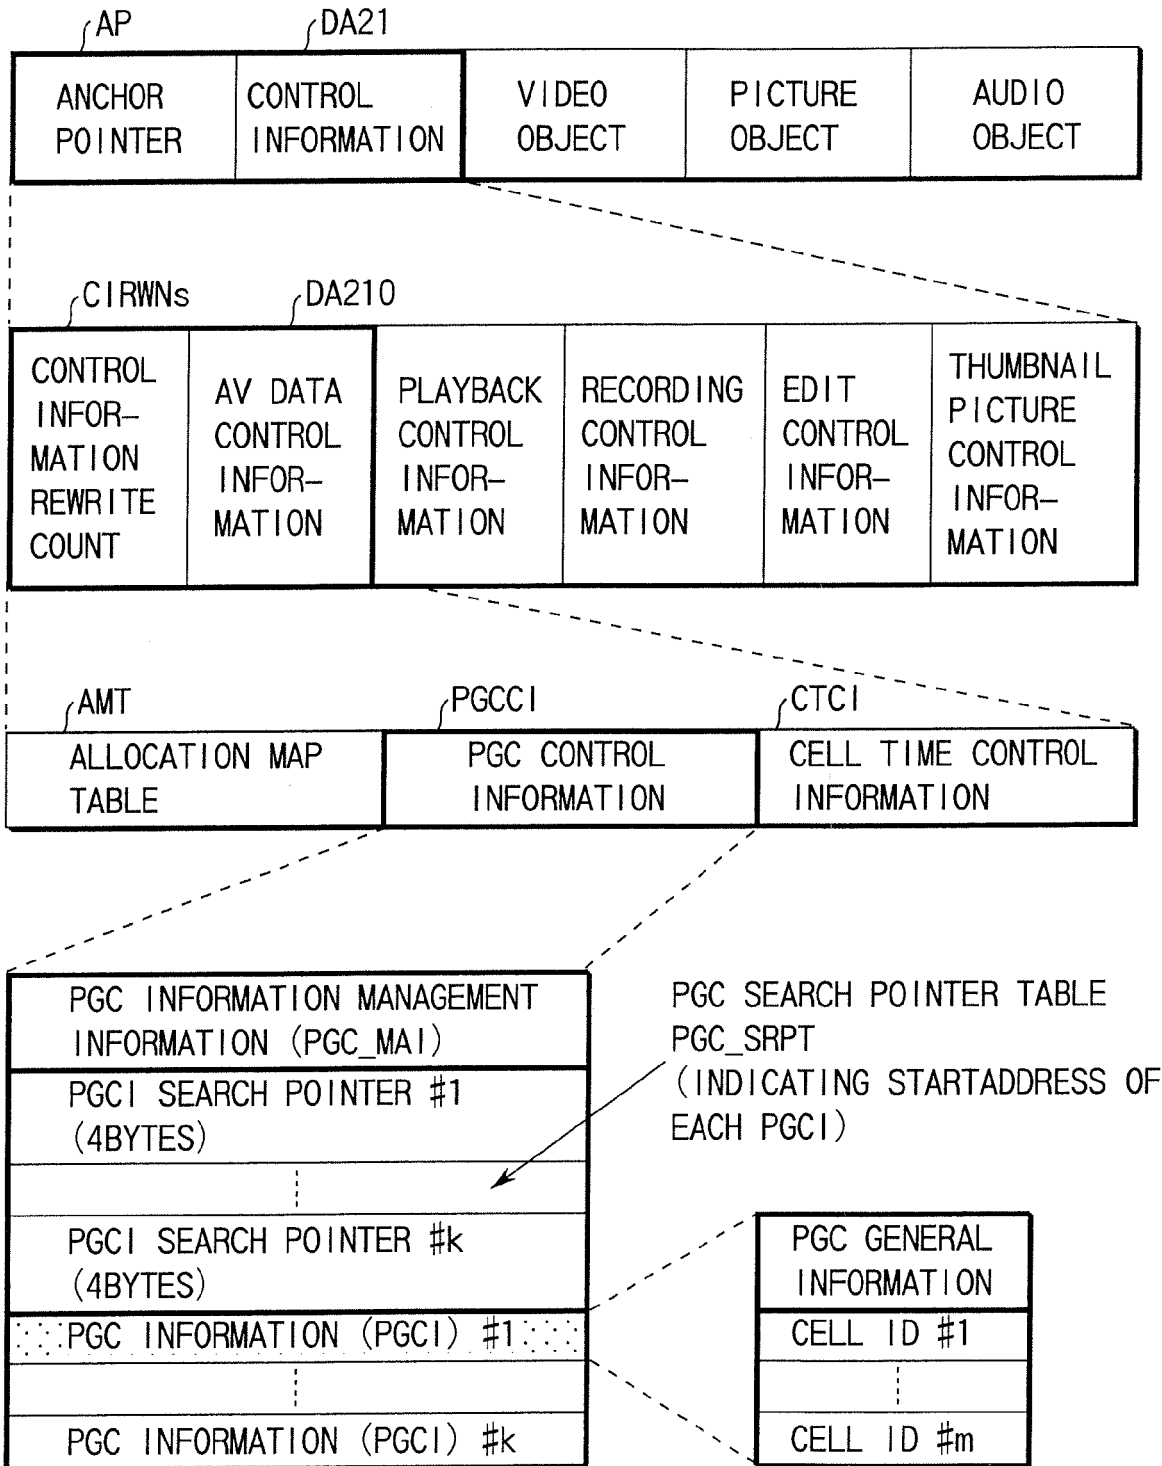 AP
DA21
ANCHOR
POINTER
CONTROL
INFORMATION
VIDEO
OBJECT
PICTURE
OBJECT
AUDIO
OBJECT
CIRWNs
DA210
CONTROL
INFOR-
MATION
REWRITE
COUNT
AV DATA
CONTROL
INFOR-
MATION
PLAYBACK
CONTROL
INFOR-
MATION
RECORDING
CONTROL
INFOR-
MATION
EDIT
CONTROL
INFOR-
MATION
THUMBNAIL
PICTURE
CONTROL
INFOR-
MATION
AMT
PGCCI
CTCI
ALLOCATION MAP
TABLE
PGC CONTROL
INFORMATION
CELL TIME CONTROL
INFORMATION
PGC INFORMATION MANAGEMENT
INFORMATION (PGC_MAI)
PGCI SEARCH POINTER #1
(4BYTES)
PGCI SEARCH POINTER #k
(4BYTES)
PGC INFORMATION (PGCI) #1
PGC INFORMATION (PGCI) #k
PGC SEARCH POINTER TABLE
PGC_SRPT
(INDICATING STARTADDRESS OF
EACH PGCI)
PGC GENERAL
INFORMATION
CELL ID #1
CELL ID #m